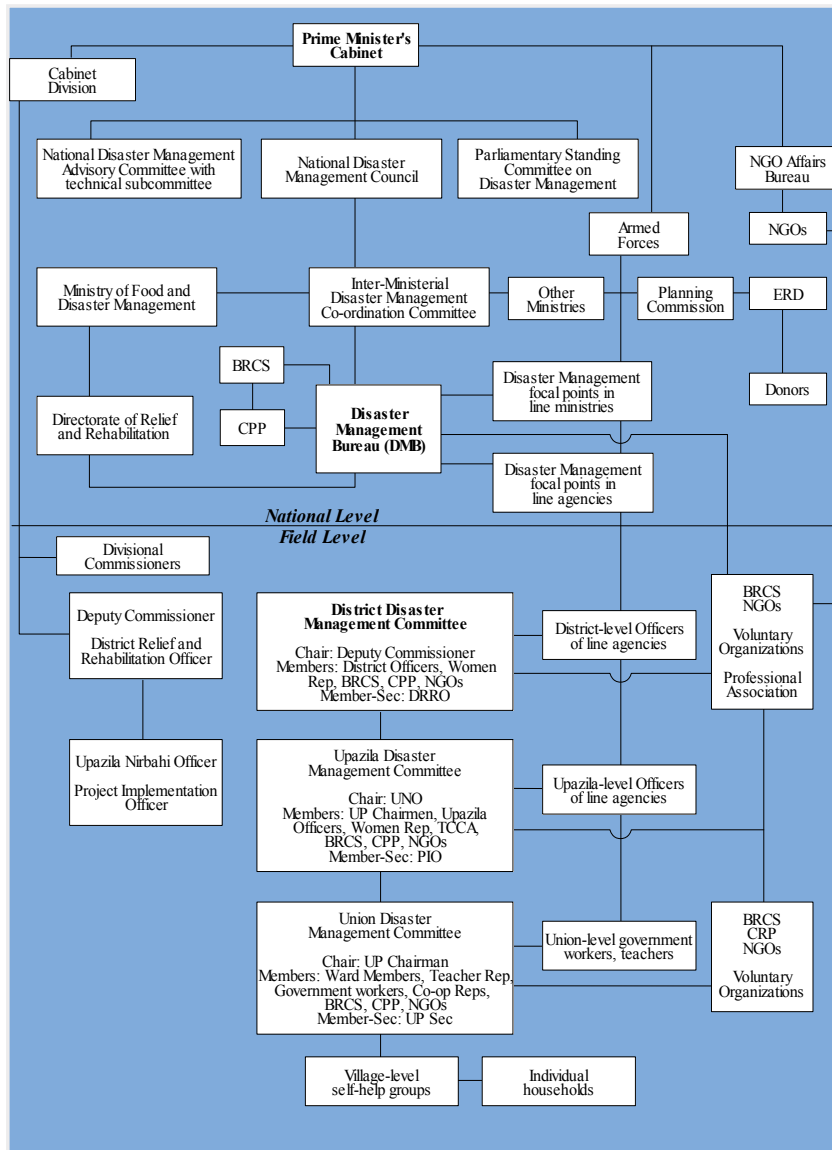 Prime Minister's
Cabinet
Cabinet
Division
National Disaster Management
Advisory Committee with
technical subcommittee
National Disaster
Management Council
Parliamentary Standing
Committee on
Disaster Management
NGO Affairs
Bureau
Armed
Forces
NGOs
Ministry of Food and
Disaster Management
Inter-Ministerial
Disaster Management
Co-ordination Committee
Other
Ministries
Planning
Commission
ERD
BRCS
Disaster Management
focal points in
line ministries
Donors
Directorate of Relief
and Rehabilitation
CPP
Disaster
Management
Bureau (DMB)
Disaster Management
focal points in
line agencies
National Level
Field Level
Divisional
Commissioners
Deputy Commissioner
District Relief and
Rehabilitation Officer
District Disaster
Management Committee
Chair: Deputy Commissioner
Members: District Officers, Women
Rep, BRCS, CPP, NGOs
Member-Sec: DRRO
District-level Officers
of line agencies
BRCS
NGOs
Voluntary
Organizations
Professional
Association
Upazila Nirbahi Officer
Project Implementation
Officer
Upazila Disaster
Management Committee
Chair: UNO
Members: UP Chairmen, Upazila
Officers, Women Rep, TCCA,
BRCS, CPP, NGOs
Member-Sec: PIO
Upazila-level Officers
of line agencies
Union Disaster
Management Committee
Chair: UP Chairman
Members: Ward Members, Teacher Rep,
Government workers, Co-op Reps,
BRCS, CPP, NGOs
Member-Sec: UP Sec
Union-level government
workers, teachers
BRCS
CRP
NGOs
Voluntary
Organizations
Village-level
self-help groups
Individual
households